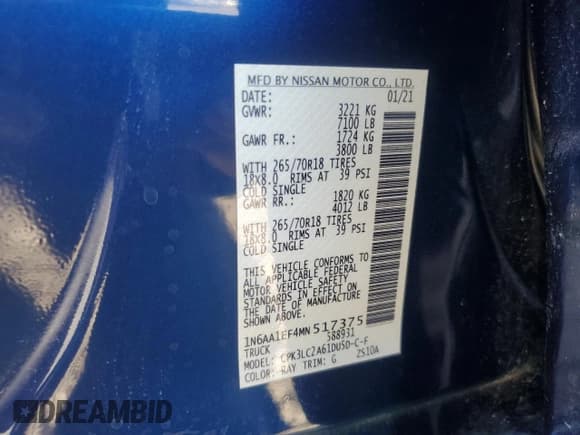 MFD BY NISSAN MOTOR CO., LTD.
DATE: 01/21
GVWR: 3221 KG
7100 LB
GAWR FR.: 1724 KG
3800 LB
WITH 265/70R18 TIRES
18X8.0 RIMS AT 39 PSI
COLD SINGLE
GAWR RR.: 1820 KG
4012 LB
WITH 265/70R18 TIRES
18X8.0 RIMS AT 39 PSI
COLD SINGLE
THIS VEHICLE CONFORMS TO
ALL APPLICABLE FEDERAL
MOTOR VEHICLE SAFETY
STANDARDS IN EFFECT ON
THE DATE OF MANUFACTURE
SHOWN ABOVE.
1N6AA1EF4MN517375
TRUCK 588931
MODEL: CPK3LC2A61DU5D-C-F
COLOR: RAY TRIM: G ZS10A
DREAMBID